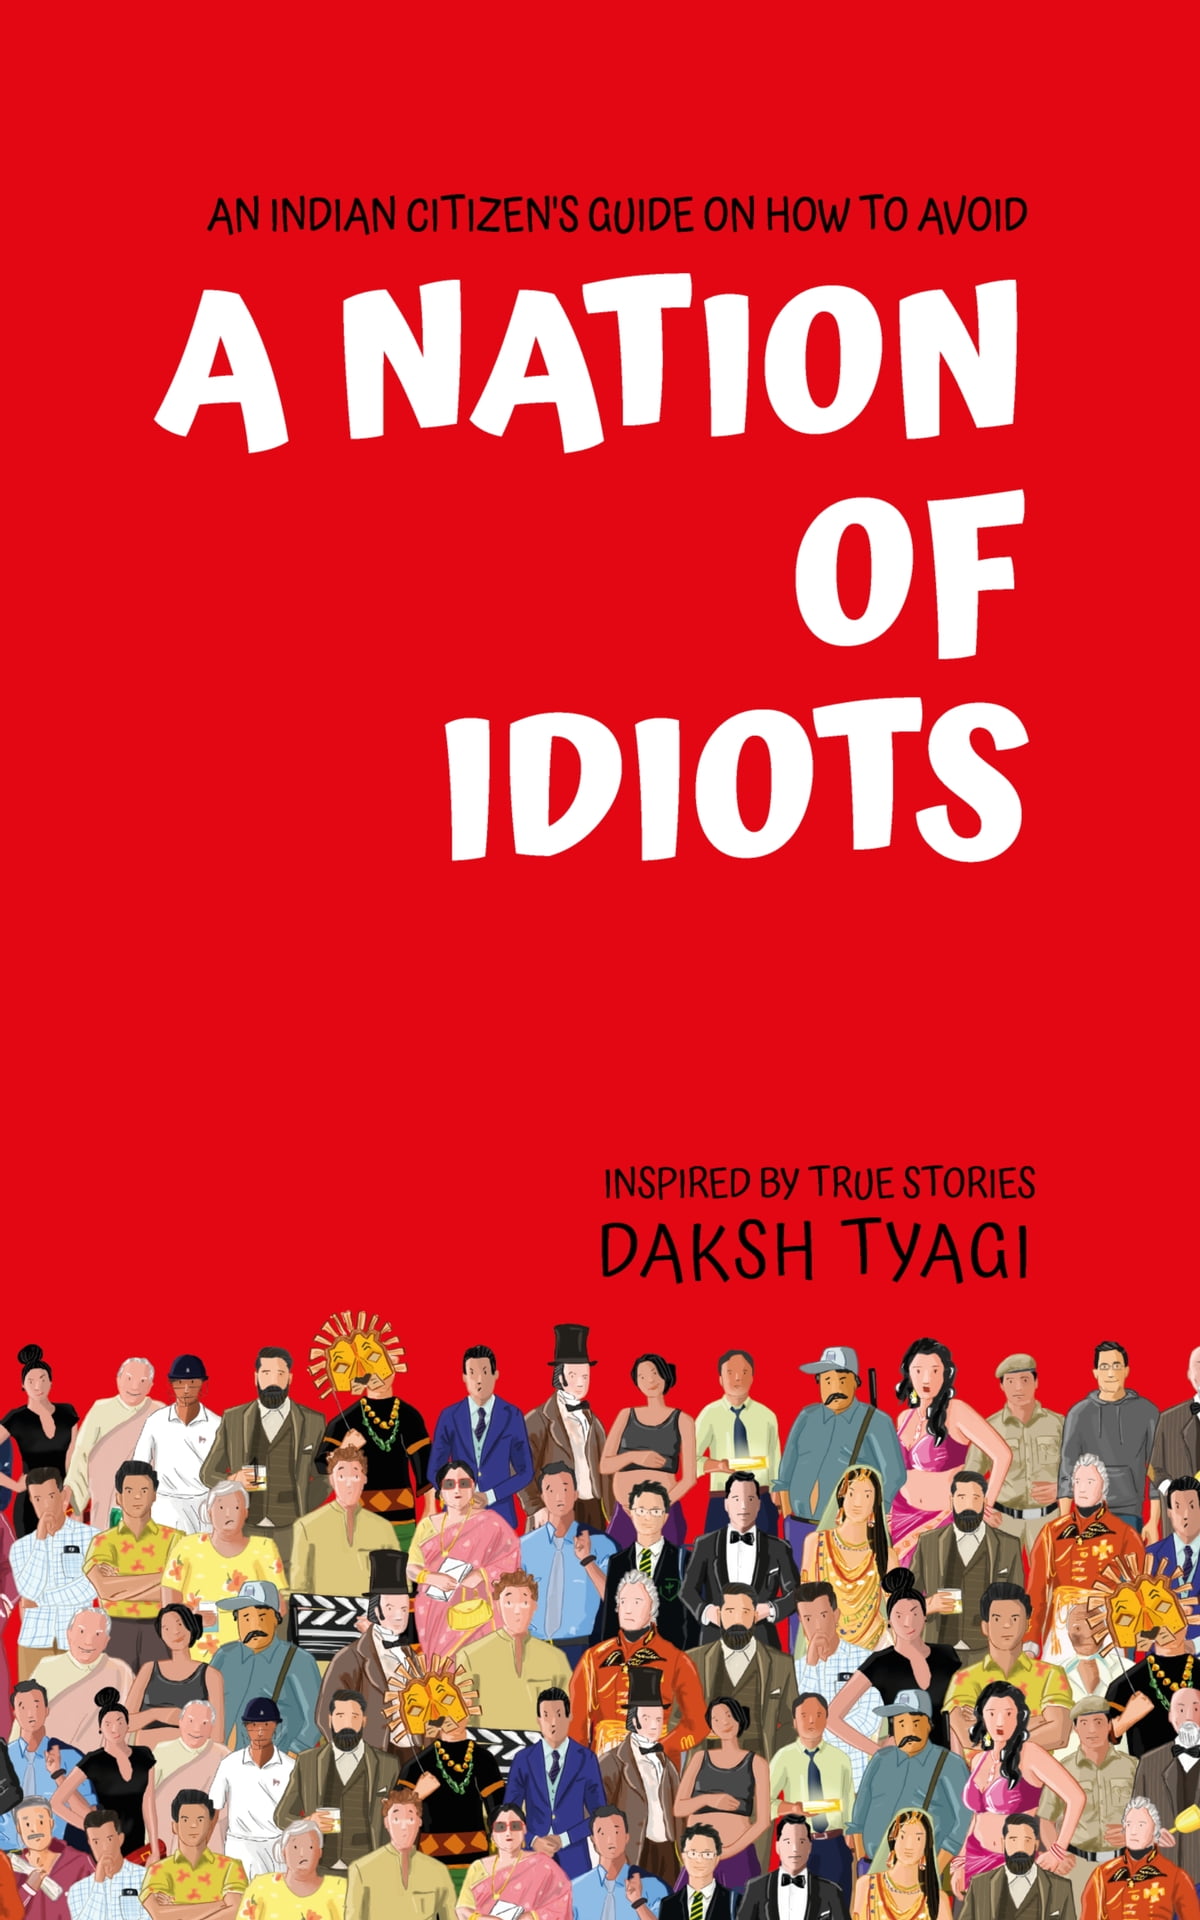 AN INDIAN CITIZEN'S GUIDE ON HOW TO AVOID
A NATION
OF
IDIOTS
INSPIRED BY TRUE STORIES
DAKSH TYAGI